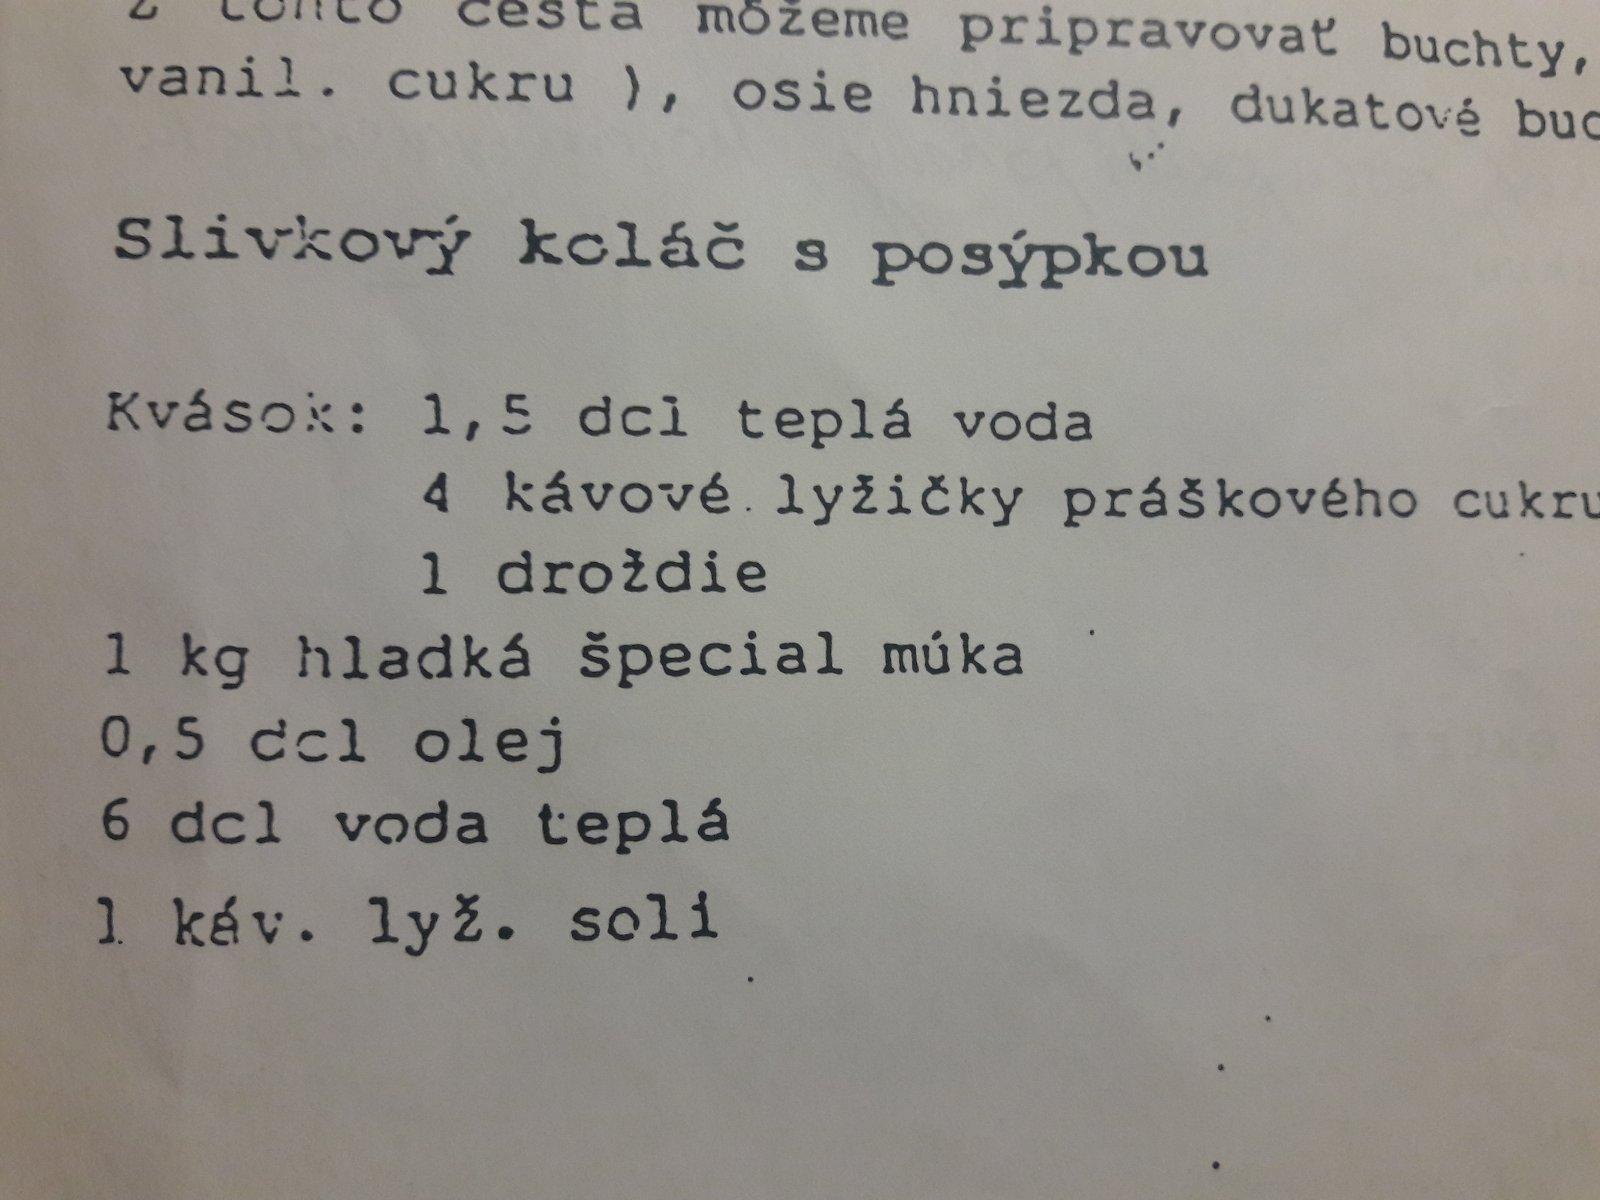 z tohto cesta môžeme pripravovať buchty,
vanil. cukru ), osie hniezda, dukatové buc
Slivkový koláč s posýpkou
Kvások: 1,5 dcl teplá voda
4 kávové lyžičky práškového cukru
1 droždie
1 kg hladká špecial múka
0,5 dcl olej
6 dcl voda teplá
1 káv. lyž. soli